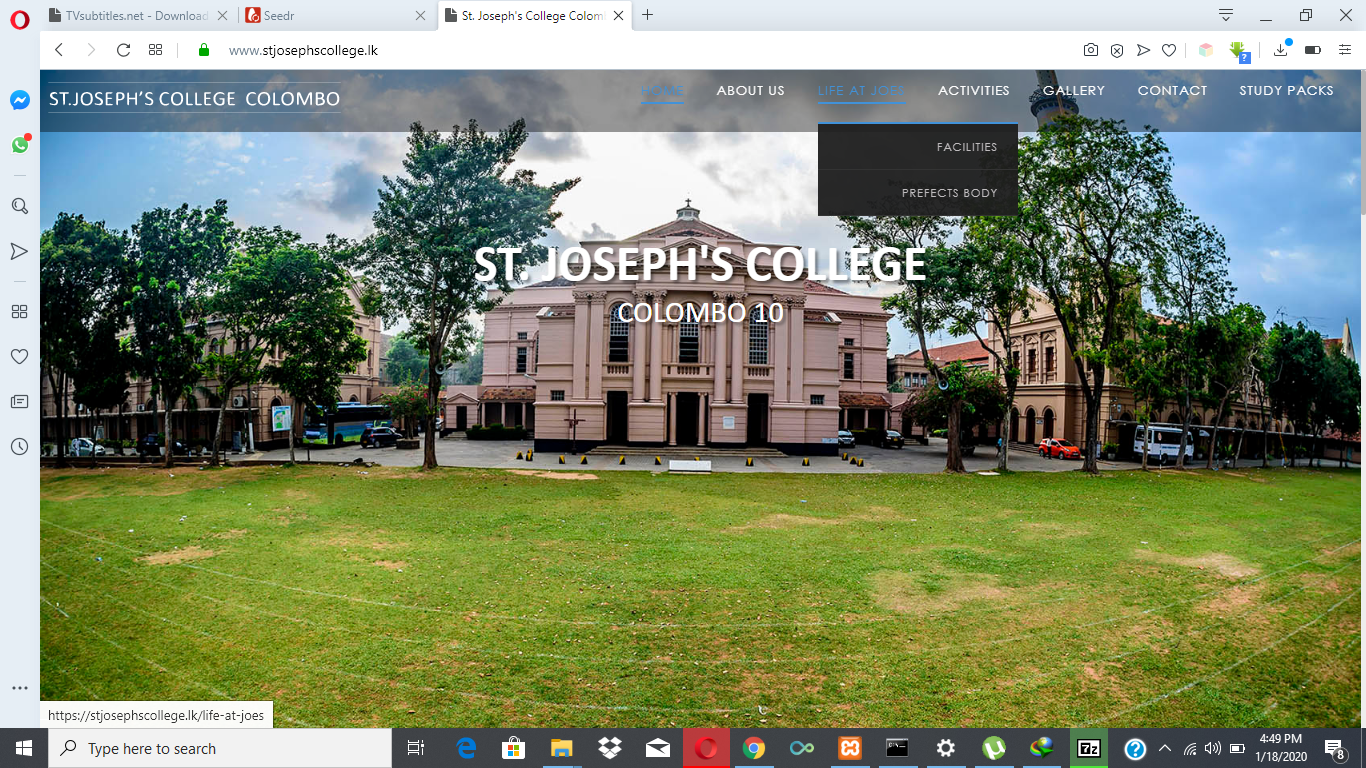 TVsubtitles.net - Download
Seedr
St. Joseph's College Colom
www.stjosephscollege.lk
ST.JOSEPH'S COLLEGE COLOMBO
HOME
ABOUT US
LIFE AT JOES
ACTIVITIES
GALLERY
CONTACT
STUDY PACKS
FACILITIES
PREFECTS BODY
ST. JOSEPH'S COLLEGE
COLOMBO 10
https://stjosephscollege.lk/life-at-joes
Type here to search
7z
4:49 PM
1/18/2020
8